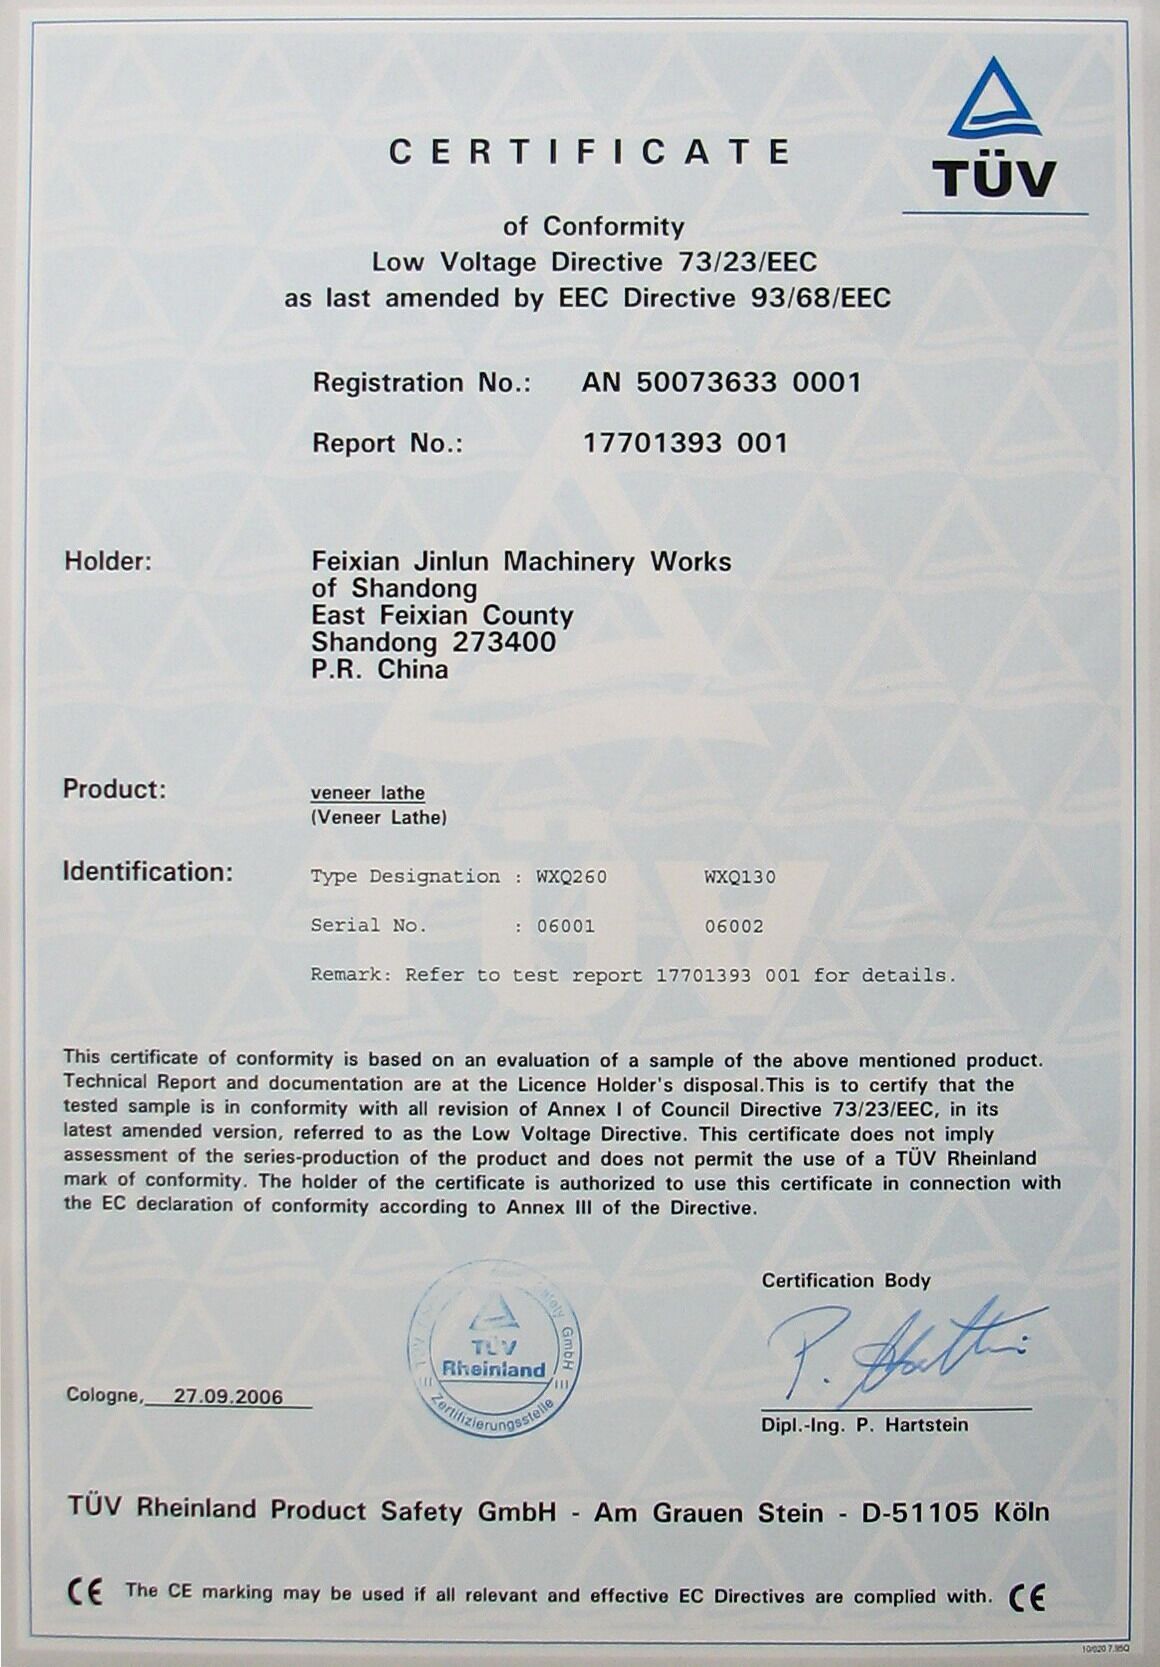 TÜV
CERTIFICATE
of Conformity
Low Voltage Directive 73/23/EEC
as last amended by EEC Directive 93/68/EEC
Registration No.: AN 50073633 0001
Report No.: 17701393 001
Holder: Feixian Jinlun Machinery Works
of Shandong
East Feixian County
Shandong 273400
P.R. China
Product: veneer lathe
(Veneer Lathe)
Identification: Type Designation : WXQ260 WXQ130
Serial No. : 06001 06002
Remark: Refer to test report 17701393 001 for details.
This certificate of conformity is based on an evaluation of a sample of the above mentioned product.
Technical Report and documentation are at the Licence Holder's disposal.This is to certify that the
tested sample is in conformity with all revision of Annex I of Council Directive 73/23/EEC, in its
latest amended version, referred to as the Low Voltage Directive. This certificate does not imply
assessment of the series-production of the product and does not permit the use of a TÜV Rheinland
mark of conformity. The holder of the certificate is authorized to use this certificate in connection with
the EC declaration of conformity according to Annex III of the Directive.
Certification Body
TÜV
Rheinland
GmbH
Zertifizierungsstelle
P. Hartstein
Cologne, 27.09.2006
Dipl.-Ing. P. Hartstein
TÜV Rheinland Product Safety GmbH - Am Grauen Stein - D-51105 Köln
CE The CE marking may be used if all relevant and effective EC Directives are complied with. CE